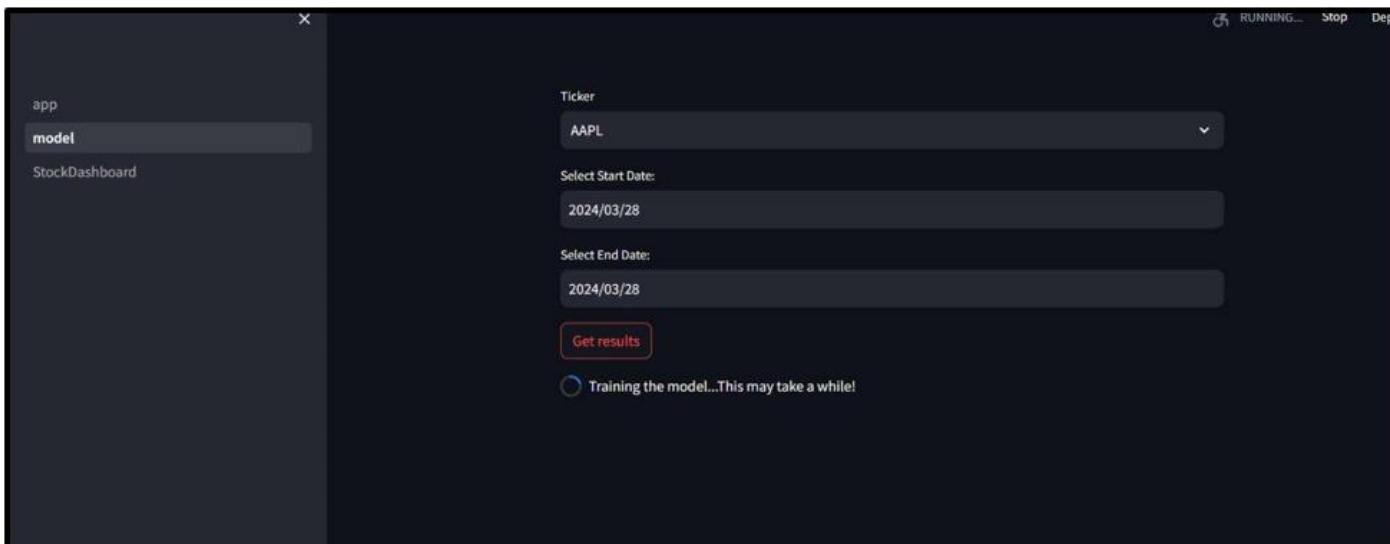 RUNNING... Stop
app
model
StockDashboard
Ticker
AAPL
Select Start Date:
2024/03/28
Select End Date:
2024/03/28
Get results
Training the model...This may take a while!